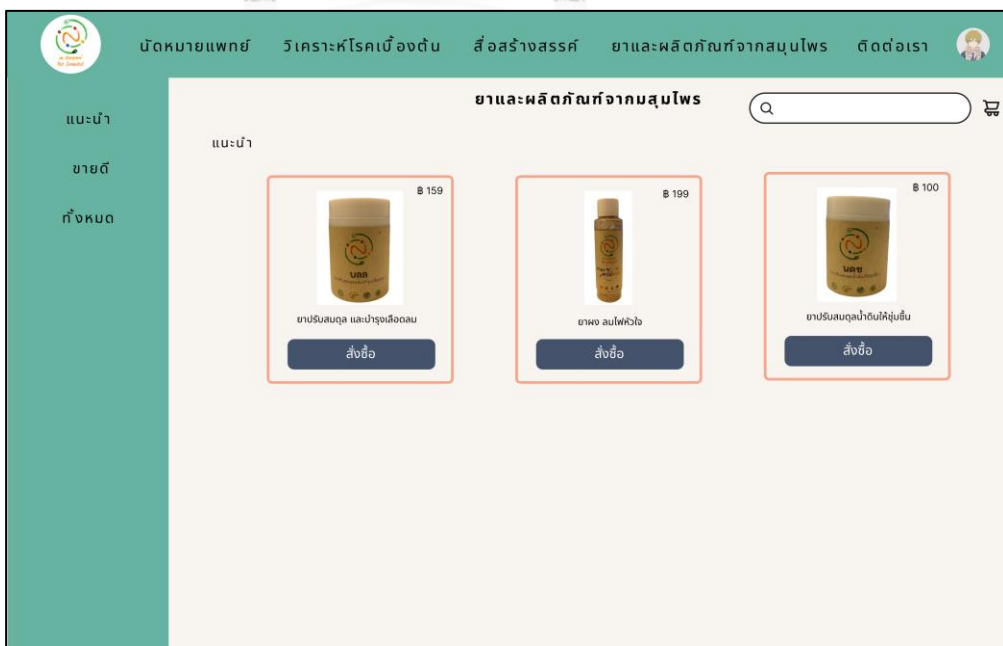 นัดหมายแพทย์ วิเคราะห์โรคเบื้องต้น สื่อสร้างสรรค์ ยาและผลิตภัณฑ์จากสมุนไพร ติดต่อเรา
ยาและผลิตภัณฑ์จากมสุมไพร
แนะนำ
ขายดี
ทั้งหมด
แนะนำ
฿ 159
นลล
ยาปรับสมดุล และบำรุงเลือดลม
สั่งซื้อ
฿ 199
ยาผง ลมไฟหัวใจ
สั่งซื้อ
฿ 100
นดช
ยาปรับสมดุลน้ำดินให้ชุ่มชื้น
สั่งซื้อ